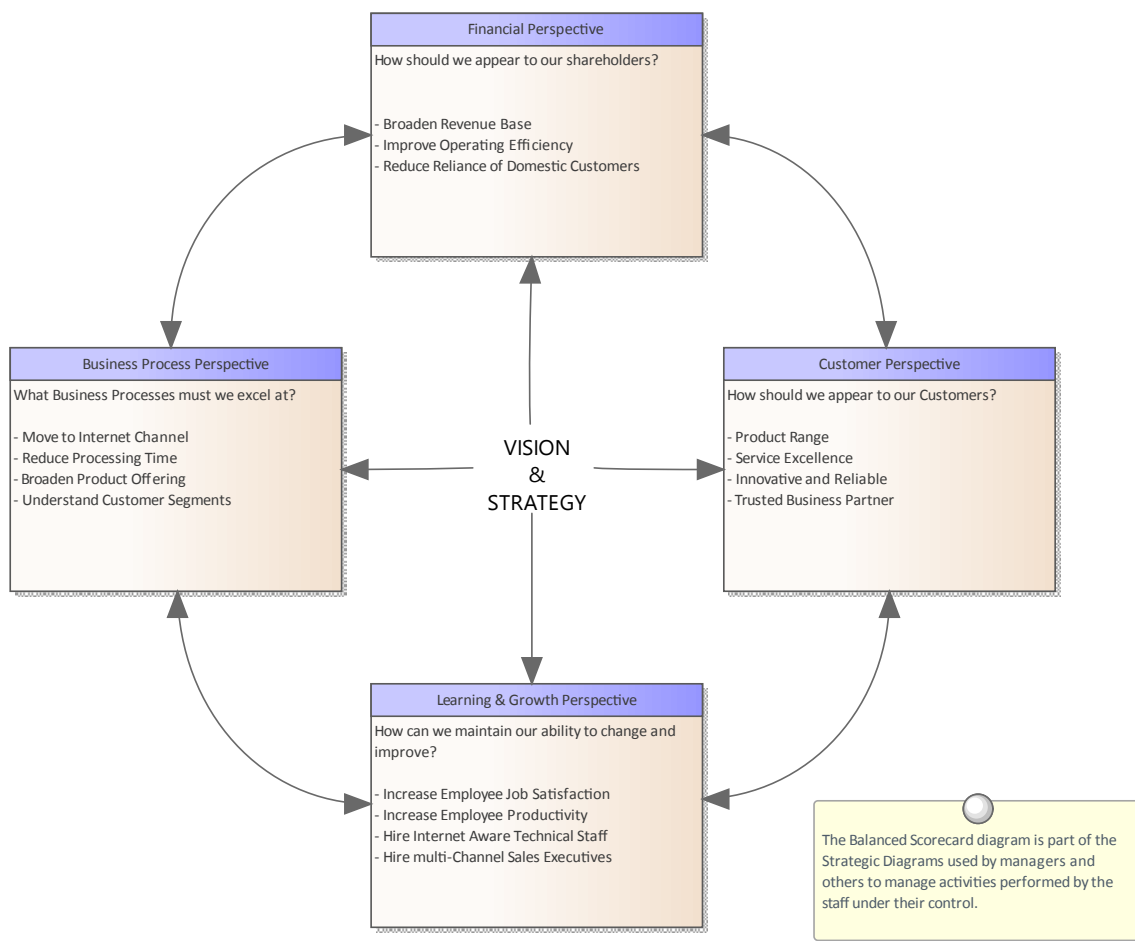 Financial Perspective
How should we appear to our shareholders?
- Broaden Revenue Base
- Improve Operating Efficiency
- Reduce Reliance of Domestic Customers
Business Process Perspective
What Business Processes must we excel at?
- Move to Internet Channel
- Reduce Processing Time
- Broaden Product Offering
- Understand Customer Segments
VISION
&
STRATEGY
Customer Perspective
How should we appear to our Customers?
- Product Range
- Service Excellence
- Innovative and Reliable
- Trusted Business Partner
Learning & Growth Perspective
How can we maintain our ability to change and
improve?
- Increase Employee Job Satisfaction
- Increase Employee Productivity
- Hire Internet Aware Technical Staff
- Hire multi-Channel Sales Executives
The Balanced Scorecard diagram is part of the
Strategic Diagrams used by managers and
others to manage activities performed by the
staff under their control.